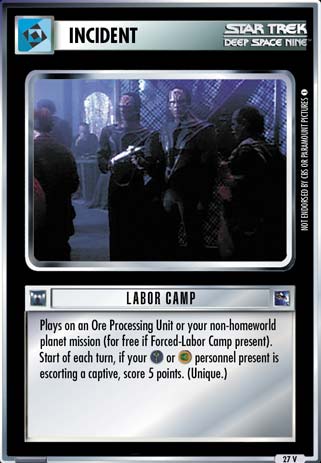 INCIDENT
STAR TREK
DEEP SPACE NINE
NOT ENDORSED BY CBS OR PARAMOUNT PICTURES
LABOR CAMP
Plays on an Ore Processing Unit or your non-homeworld
planet mission (for free if Forced-Labor Camp present).
Start of each turn, if your or personnel present is
escorting a captive, score 5 points. (Unique.)
27 V